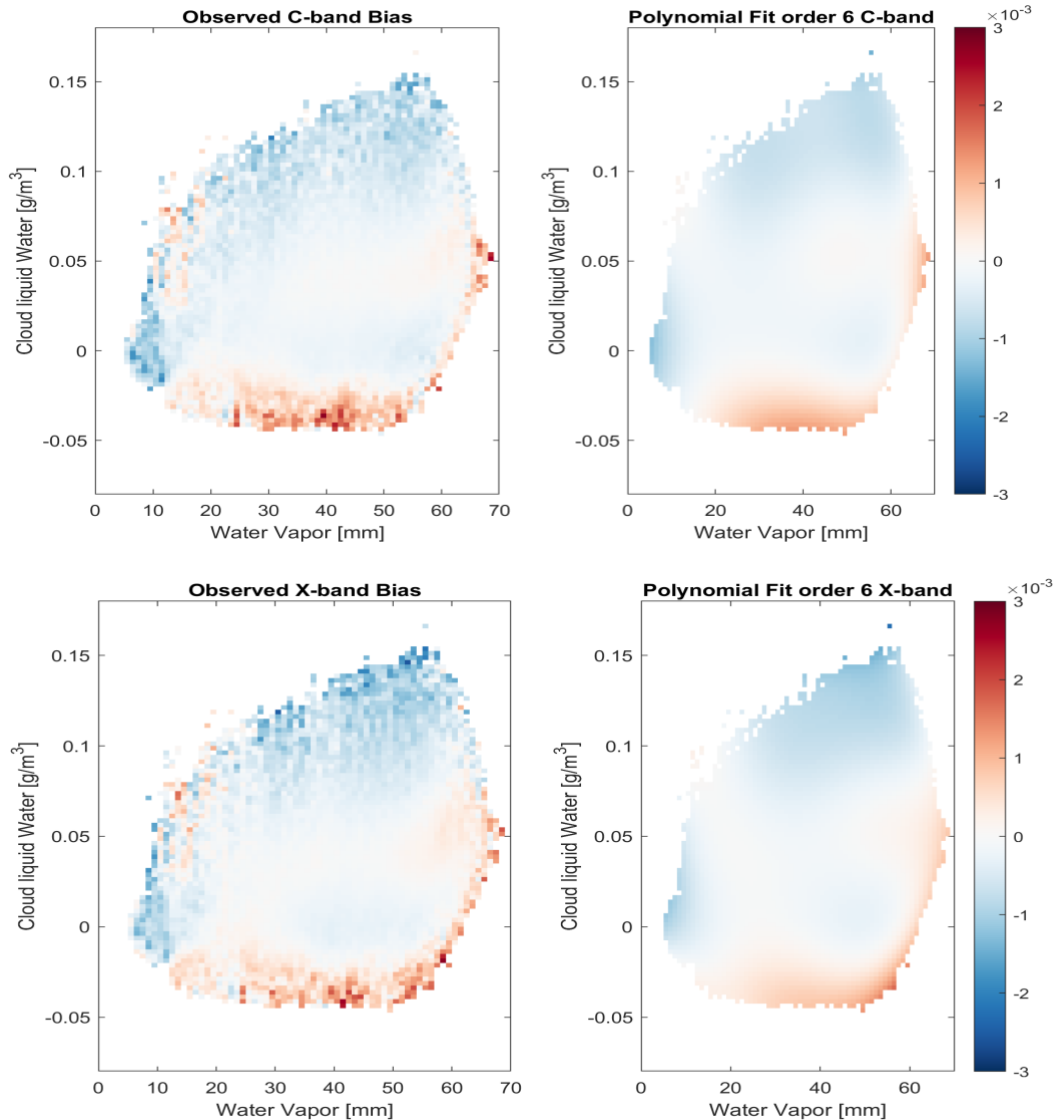 Observed C-band Bias
Cloud liquid Water [g/m³]
0.15
0.1
0.05
0
-0.05
0 10 20 30 40 50 60 70
Water Vapor [mm]
Polynomial Fit order 6 C-band
Cloud liquid Water [g/m³]
0.15
0.1
0.05
0
-0.05
0 20 40 60
Water Vapor [mm]
×10⁻³
3
2
1
0
-1
-2
-3
Observed X-band Bias
Cloud liquid Water [g/m³]
0.15
0.1
0.05
0
-0.05
0 10 20 30 40 50 60 70
Water Vapor [mm]
Polynomial Fit order 6 X-band
Cloud liquid Water [g/m³]
0.15
0.1
0.05
0
-0.05
0 20 40 60
Water Vapor [mm]
×10⁻³
3
2
1
0
-1
-2
-3